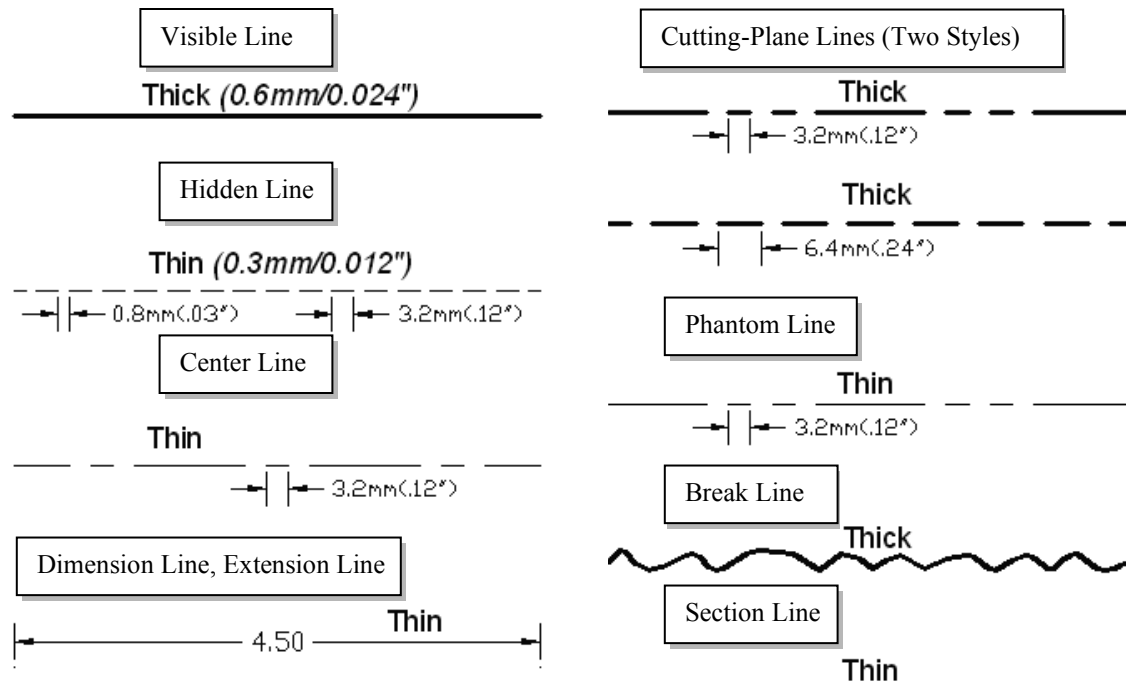 Visible Line
Thick (0.6mm/0.024")
Hidden Line
Thin (0.3mm/0.012")
0.8mm(.03")
3.2mm(.12")
Center Line
Thin
3.2mm(.12")
Dimension Line, Extension Line
Thin
4.50
Cutting-Plane Lines (Two Styles)
Thick
3.2mm(.12")
Thick
6.4mm(.24")
Phantom Line
Thin
3.2mm(.12")
Break Line
Thick
Section Line
Thin